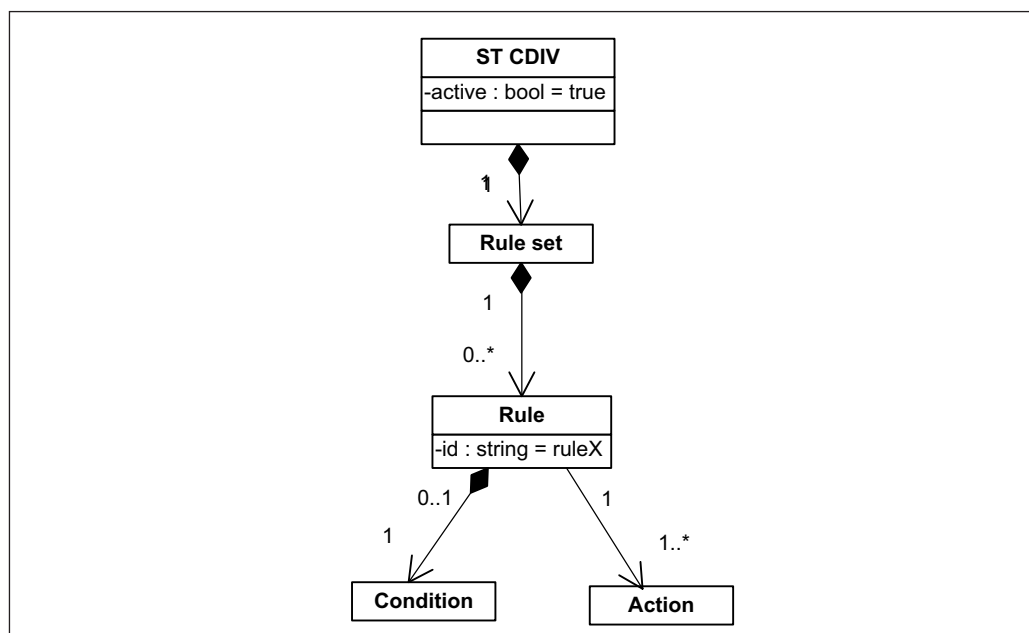 ST CDIV
-active : bool = true
1
1
Rule set
1
0..*
Rule
-id : string = ruleX
0..1
1
1
1..*
Condition
Action